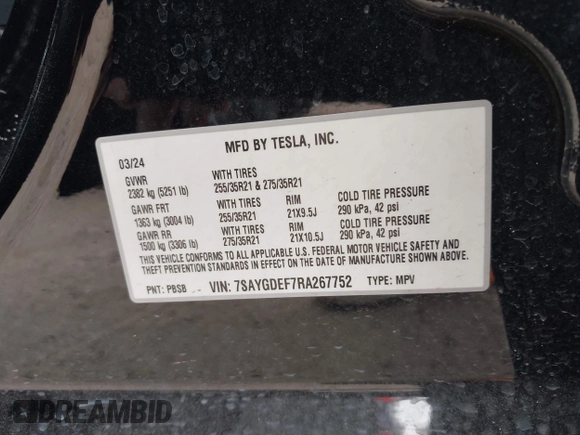 MFD BY TESLA, INC.
03/24
GVWR WITH TIRES
2382 kg (5251 lb) 255/35R21 & 275/35R21
GAWR FRT WITH TIRES RIM COLD TIRE PRESSURE
1363 kg (3004 lb) 255/35R21 21X9.5J 290 kPa, 42 psi
GAWR RR WITH TIRES RIM COLD TIRE PRESSURE
1500 kg (3306 lb) 275/35R21 21X10.5J 290 kPa, 42 psi
THIS VEHICLE CONFORMS TO ALL APPLICABLE U.S. FEDERAL MOTOR VEHICLE SAFETY AND
THEFT PREVENTION STANDARDS IN EFFECT ON THE DATE OF MANUFACTURE SHOWN ABOVE.
PNT: PBSB VIN: 7SAYGDEF7RA267752 TYPE: MPV
DREAMBID